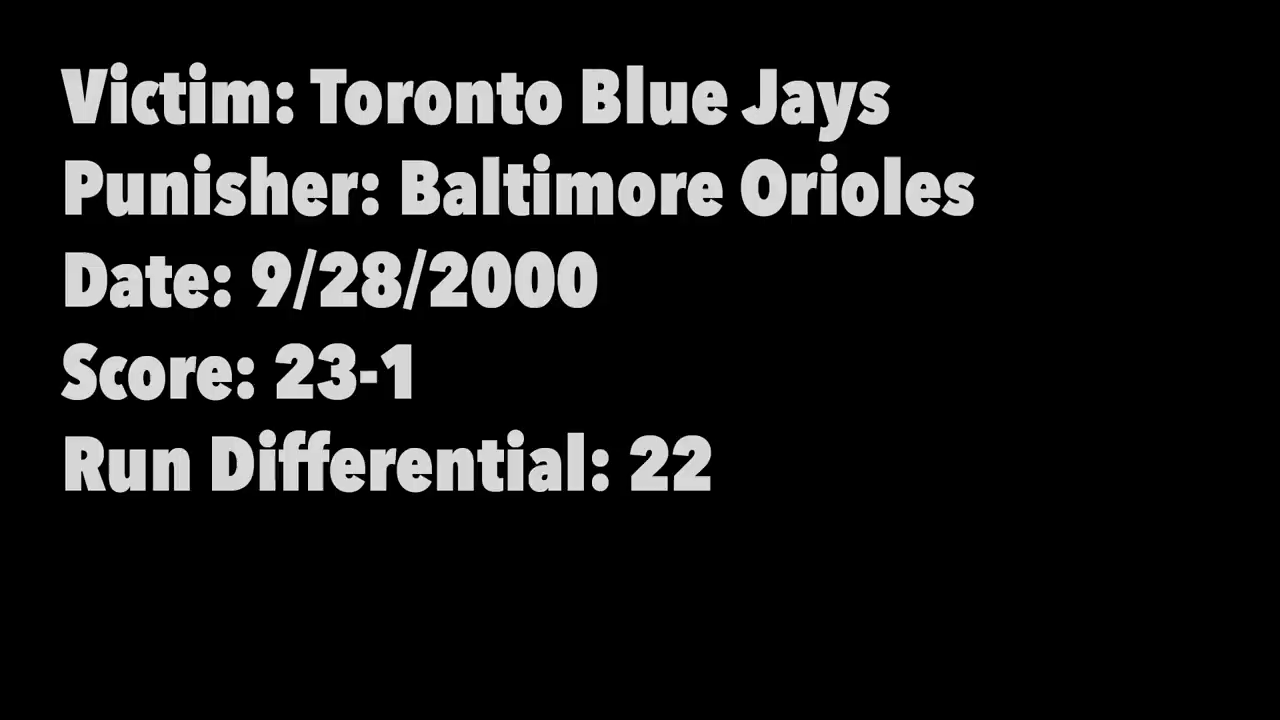 Victim: Toronto Blue Jays
Punisher: Baltimore Orioles
Date: 9/28/2000
Score: 23-1
Run Differential: 22